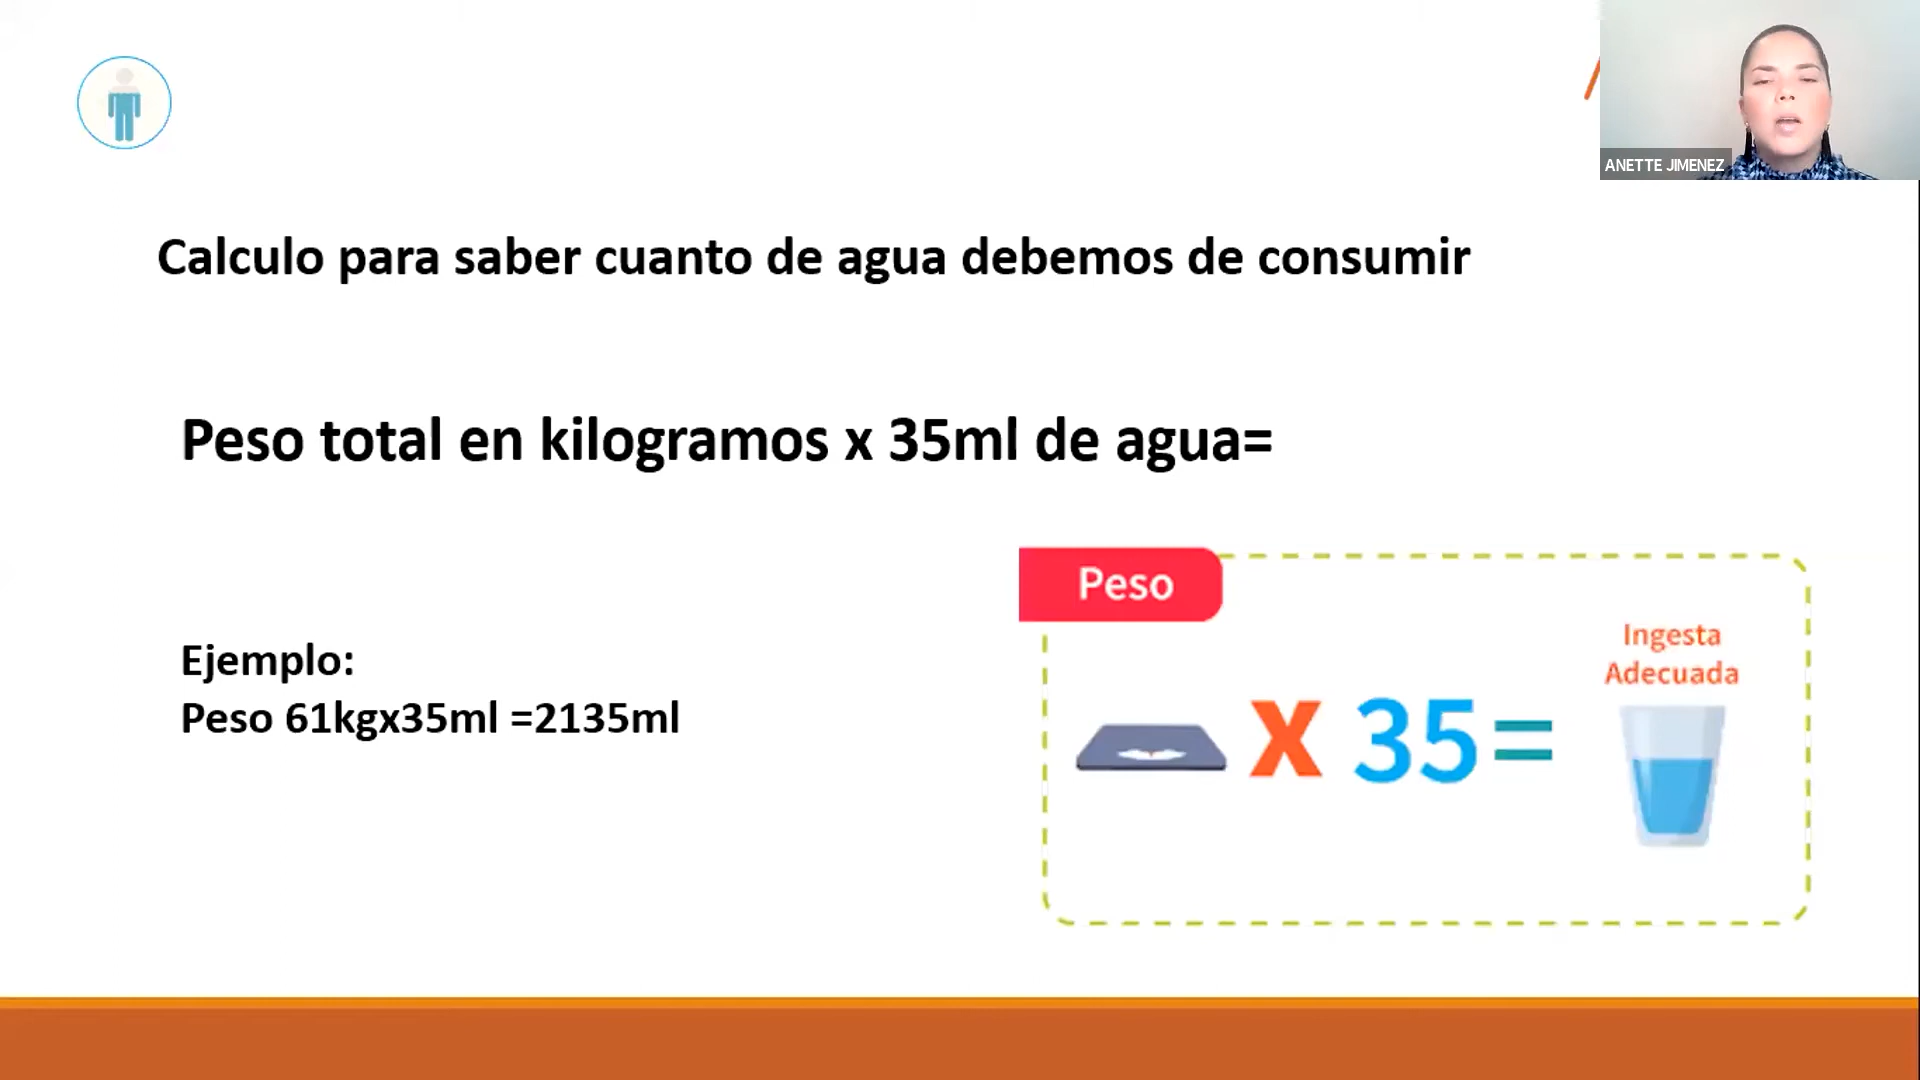 ANETTE JIMENEZ
Calculo para saber cuanto de agua debemos de consumir
Peso total en kilogramos x 35ml de agua=
Ejemplo:
Peso 61kgx35ml =2135ml
Peso
Ingesta
Adecuada
X 35=